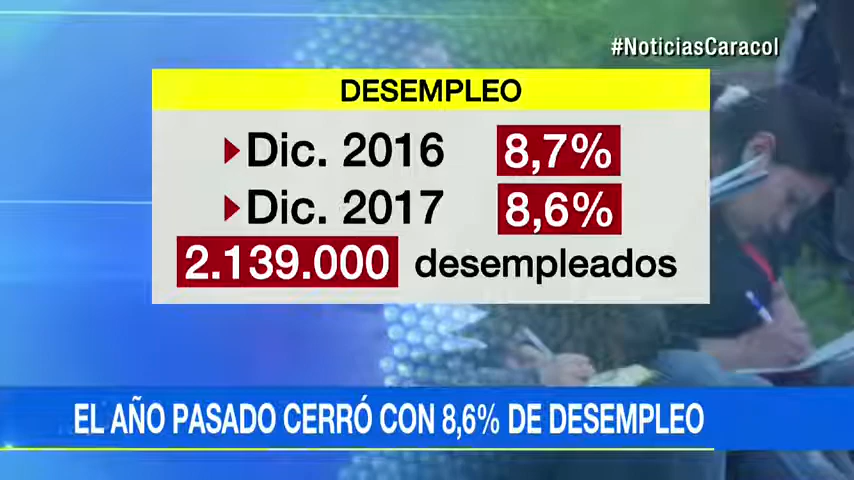 #NoticiasCaracol
DESEMPLEO
Dic. 2016 8,7%
Dic. 2017 8,6%
2.139.000 desempleados
EL AÑO PASADO CERRÓ CON 8,6% DE DESEMPLEO